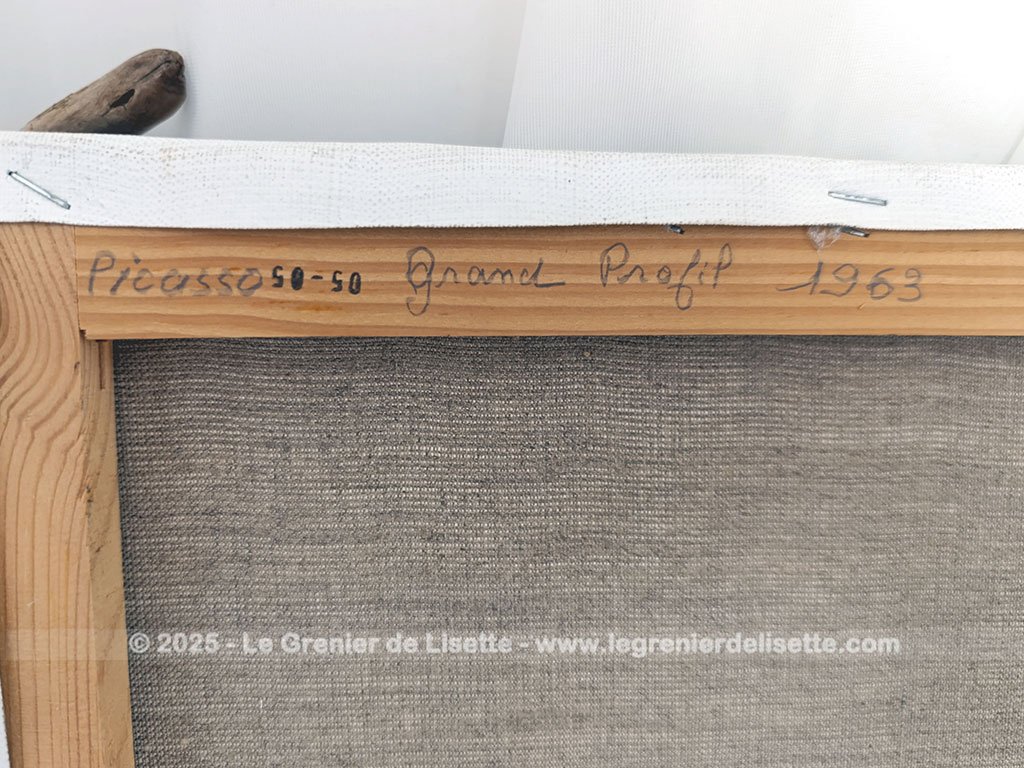 Picasso 50-50 Grand Profil 1963
© 2025 - Le Grenier de Lisette - www.legrenierdelisette.com